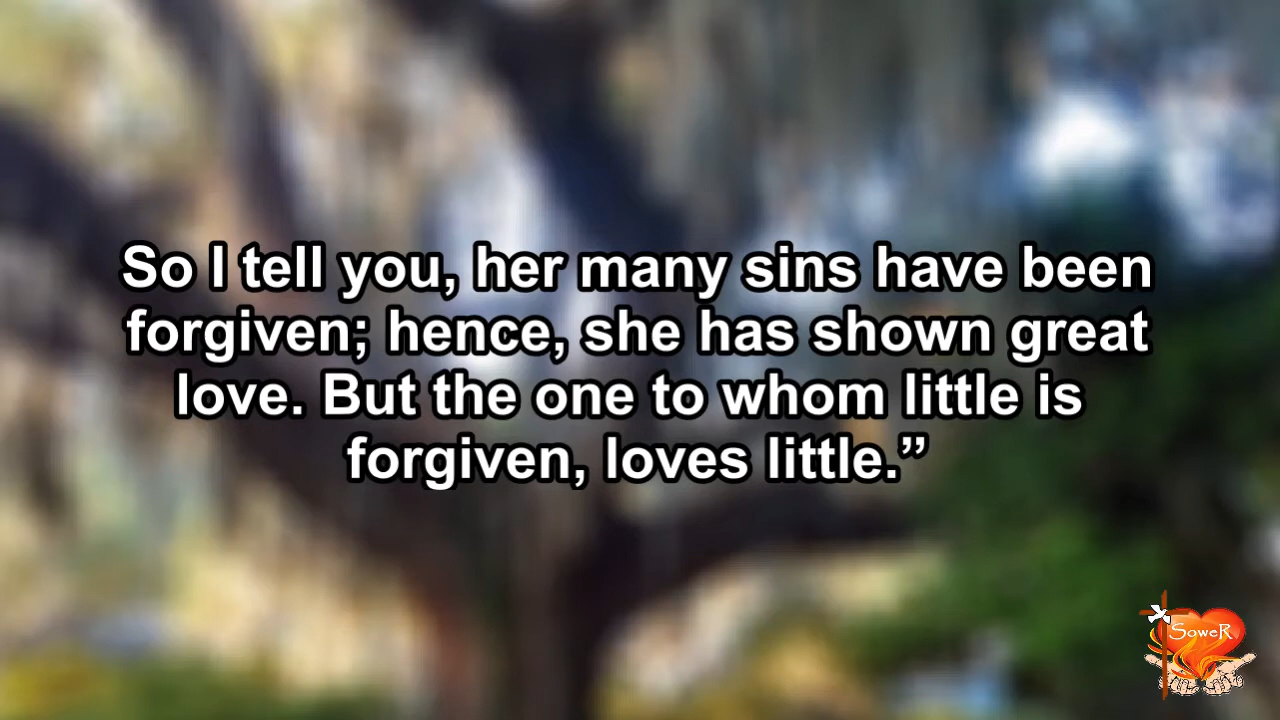 So I tell you, her many sins have been
forgiven; hence, she has shown great
love. But the one to whom little is
forgiven, loves little.”
SoweR